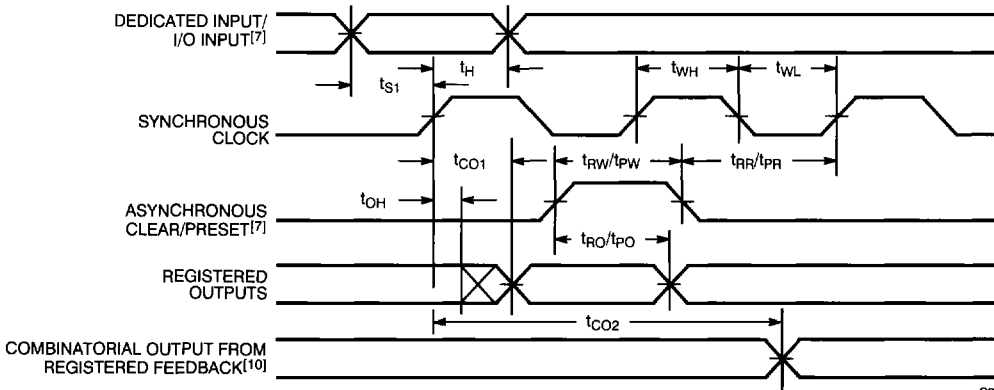 DEDICATED INPUT/
I/O INPUT[7]
tH
tWH
tWL
tS1
SYNCHRONOUS
CLOCK
tCO1
tRW/tPW
tRR/tPR
tOH
ASYNCHRONOUS
CLEAR/PRESET[7]
tRO/tPO
REGISTERED
OUTPUTS
tCO2
COMBINATORIAL OUTPUT FROM
REGISTERED FEEDBACK[10]